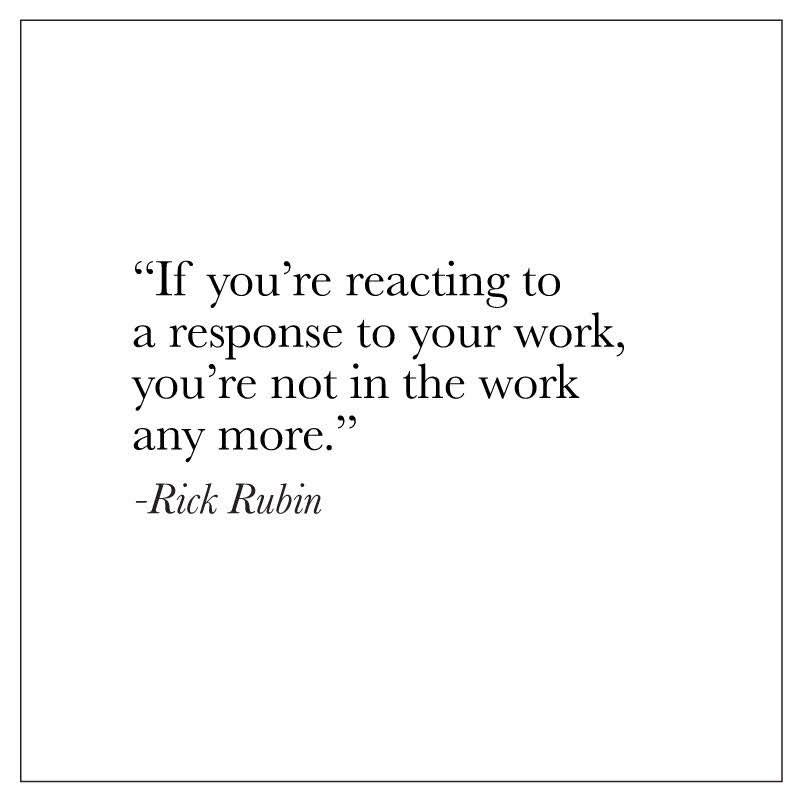 “If you’re reacting to
a response to your work,
you’re not in the work
any more.”
-Rick Rubin